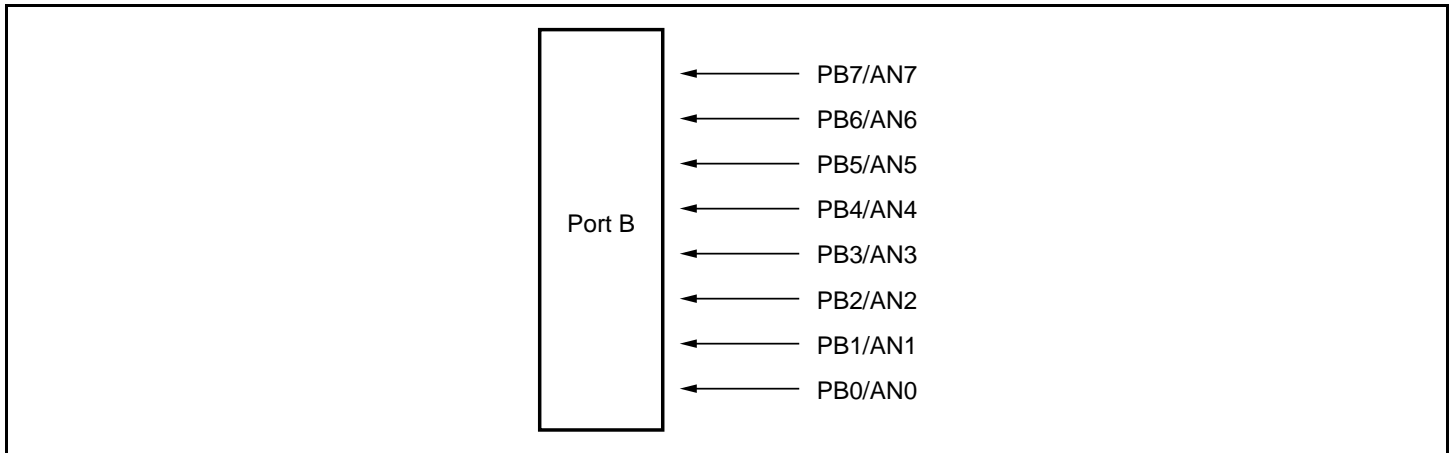 PB7/AN7
PB6/AN6
PB5/AN5
PB4/AN4
Port B
PB3/AN3
PB2/AN2
PB1/AN1
PB0/AN0